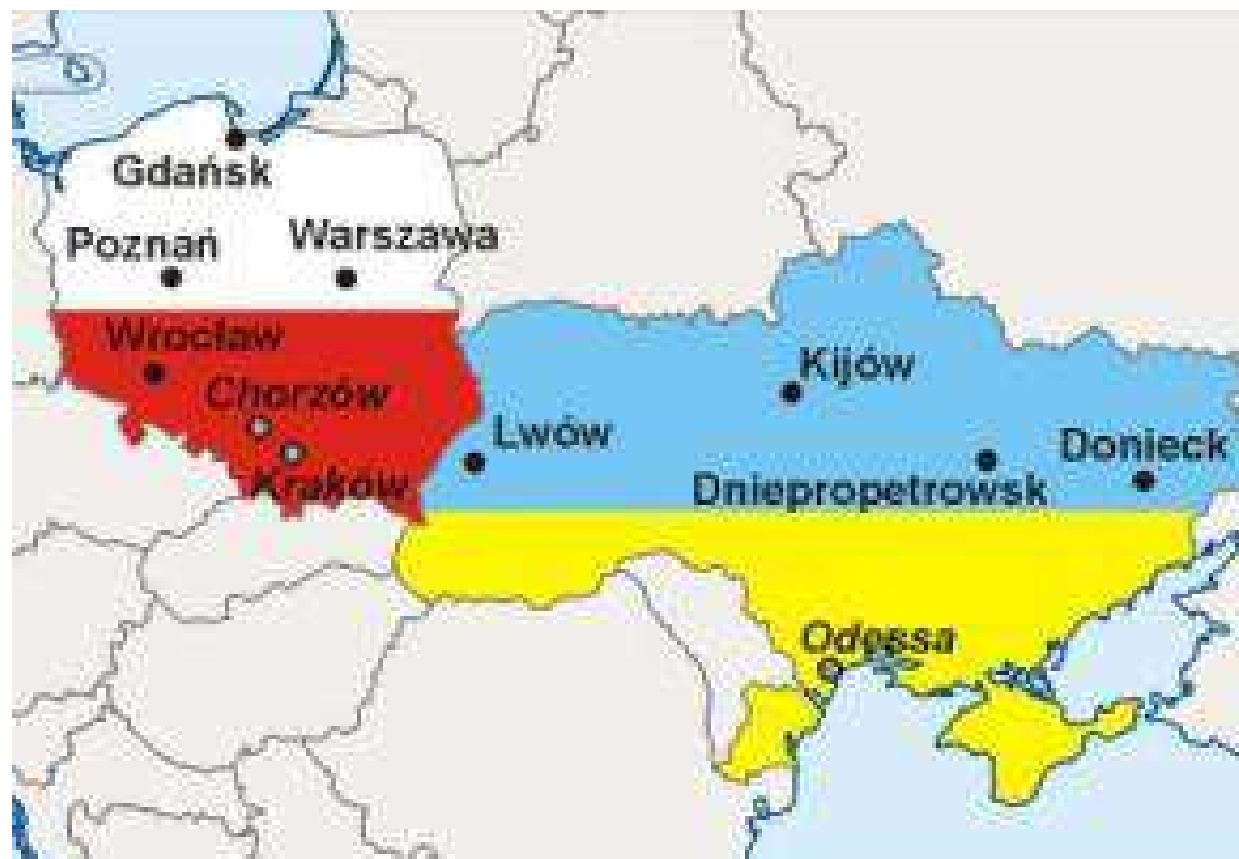 Gdańsk
Poznań
Warszawa
Wrocław
Chorzów
Kraków
Kijów
Lwów
Donieck
Dniepropetrowsk
Odessa